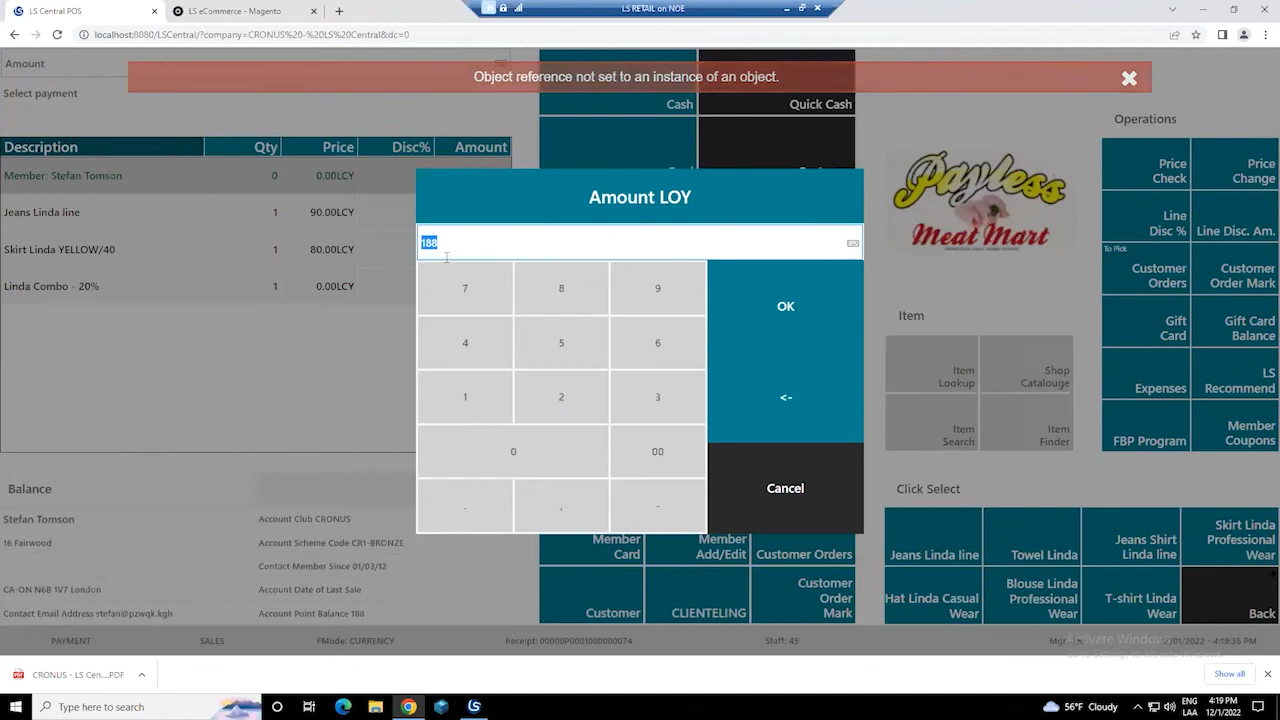 LS Central POS
LS eCommerce - Magento
LS RETAIL on NOE
localhost:8080/LSCentral/?company=CRONUS%20-%20LS%20Central&dc=0
Amount
Object reference not set to an instance of an object.
Select payment
Cash
Quick Cash
Operations
Description Qty Price Disc% Amount
Member: Stefan Tomson 0 0.00LCY
Jeans Linda line 1 90.00LCY
Skirt Linda YELLOW/40 1 80.00LCY
Linda Combo - 20% 1 0.00LCY
Amount LOY
188
7 8 9
OK
4 5 6
1 2 3
<-
0 00
Cancel
. , -
Payless
Meat Mart
Price Check
Price Change
Line Disc %
Line Disc. Am.
To Pick
Customer Orders
Customer Order Mark
Gift Card
Gift Card Balance
Expenses
LS Recommend
FBP Program
Member Coupons
Item
Item Lookup
Shop Catalouge
Item Search
Item Finder
Balance
Stefan Tomson
16 Fairwood
CA-ON N6B 1V7 London
Contact Email Address stefan@pzwqk.kgh
Account Club CRONUS
Account Scheme Code CR1-BRONZE
Contact Member Since 01/03/12
Account Date of Last Sale
Account Point Balance 188
Member Card
Member Add/Edit
Customer Orders
Customer
CLIENTELING
Customer Order Mark
Click Select
Jeans Linda line
Towel Linda
Jeans Shirt Linda line
Skirt Linda Professional Wear
Hat Linda Casual Wear
Blouse Linda Professional Wear
T-shirt Linda Wear
Back
PAYMENT
SALES
FMode: CURRENCY
Receipt: 00000P0001000000074
Staff: 45
4:19:36 PM
Activate Windows
CRONUS - LS Cen....PDF
Show all
Type here to search
56°F Cloudy
ENG
LAA
4:19 PM
12/1/2022